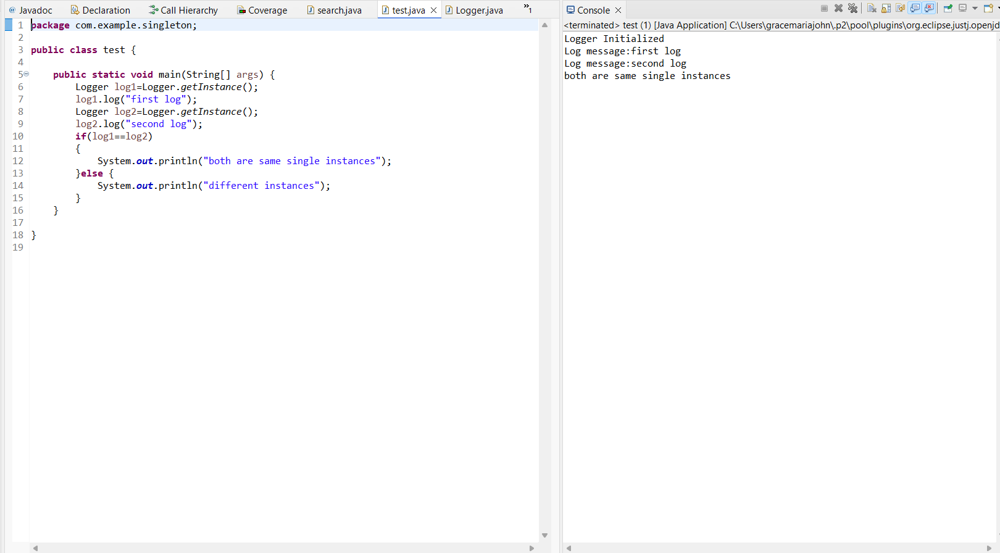 @ Javadoc Declaration Call Hierarchy Coverage search.java test.java Logger.java »1
1 package com.example.singleton;
2
3 public class test {
4
5 public static void main(String[] args) {
6 Logger log1=Logger.getInstance();
7 log1.log("first log");
8 Logger log2=Logger.getInstance();
9 log2.log("second log");
10 if(log1==log2)
11 {
12 System.out.println("both are same single instances");
13 }else {
14 System.out.println("different instances");
15 }
16 }
17
18 }
19
Console
<terminated> test (1) [Java Application] C:\Users\gracemariajohn\.p2\pool\plugins\org.eclipse.justj.openjd
Logger Initialized
Log message:first log
Log message:second log
both are same single instances